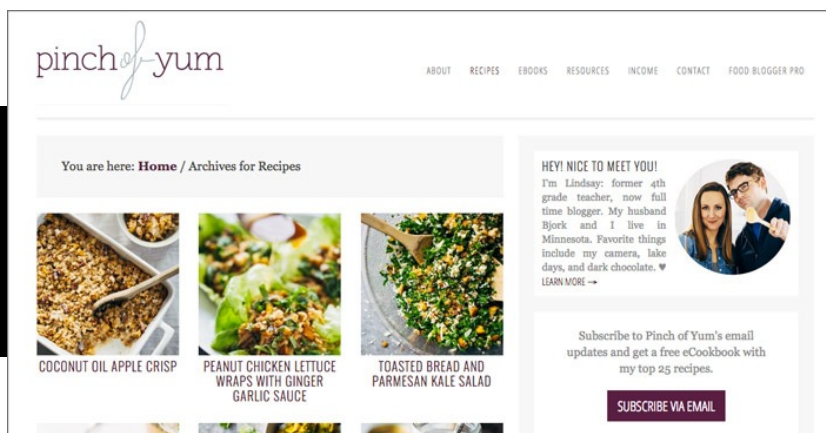 pinch of yum
ABOUT RECIPES EBOOKS RESOURCES INCOME CONTACT FOOD BLOGGER PRO
You are here: Home / Archives for Recipes
COCONUT OIL APPLE CRISP
PEANUT CHICKEN LETTUCE
WRAPS WITH GINGER
GARLIC SAUCE
TOASTED BREAD AND
PARMESAN KALE SALAD
HEY! NICE TO MEET YOU!
I'm Lindsay: former 4th
grade teacher, now full
time blogger. My husband
Bjork and I live in
Minnesota. Favorite things
include my camera, lake
days, and dark chocolate. ♥
LEARN MORE →
Subscribe to Pinch of Yum's email
updates and get a free eCookbook with
my top 25 recipes.
SUBSCRIBE VIA EMAIL